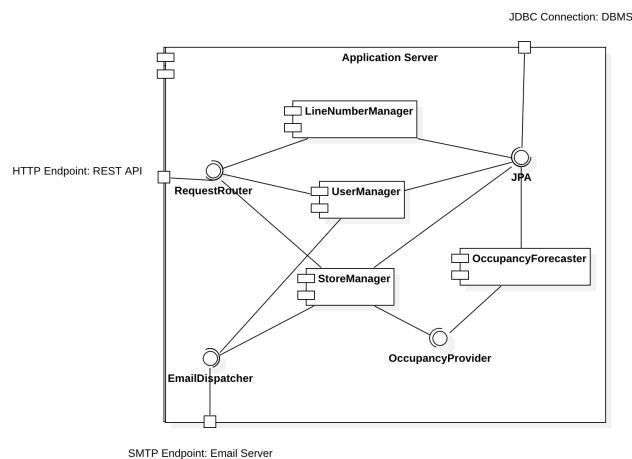 JDBC Connection: DBMS
Application Server
LineNumberManager
HTTP Endpoint: REST API
RequestRouter
JPA
UserManager
OccupancyForecaster
StoreManager
OccupancyProvider
EmailDispatcher
SMTP Endpoint: Email Server